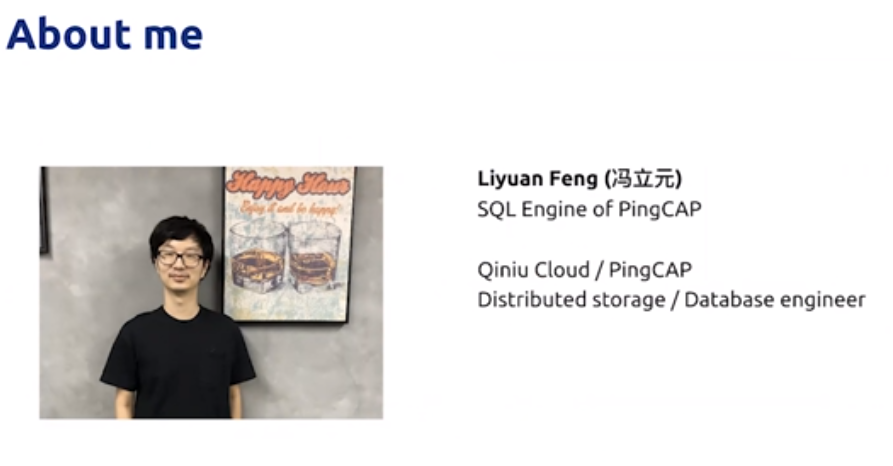 About me
Happy Hour
Enjoy it and be happy!
Liyuan Feng (冯立元)
SQL Engine of PingCAP
Qiniu Cloud / PingCAP
Distributed storage / Database engineer